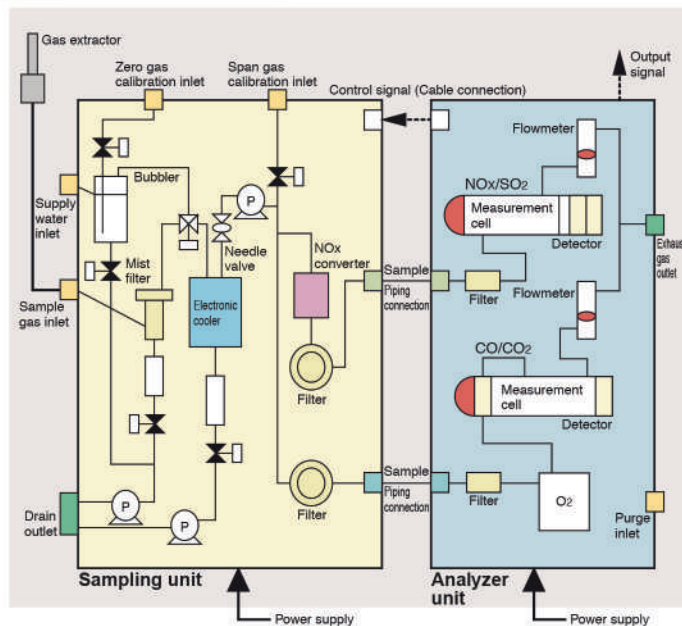 Gas extractor
Zero gas
calibration inlet
Span gas
calibration inlet
Output
signal
Control signal (Cable connection)
Flowmeter
Bubbler
P
NOx/SO2
Supply
water
inlet
Measurement
cell
Needle
valve
NOx
converter
Mist
filter
Detector
Exhaust
gas
outlet
Sample
Piping
connection
Filter
Flowmeter
Sample
gas inlet
Electronic
cooler
CO/CO2
Filter
Measurement
cell
Detector
Sample
Piping
connection
Filter
Filter
O2
P
P
Drain
outlet
Purge
inlet
Sampling unit
Analyzer
unit
Power supply
Power supply